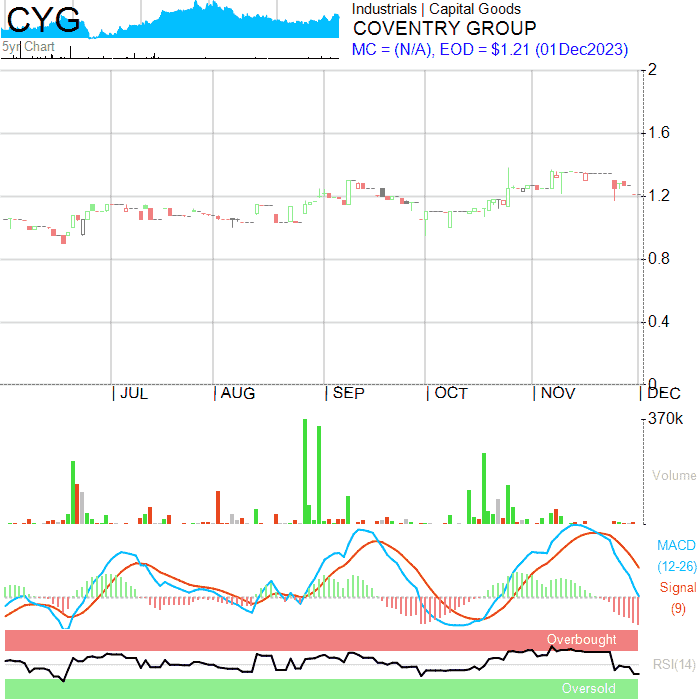 CYG
5yr Chart
Industrials | Capital Goods
COVENTRY GROUP
MC = (N/A), EOD = $1.21 (01Dec2023)
2
1.6
1.2
0.8
0.4
0
JUL AUG SEP OCT NOV DEC
370k
Volume
MACD
(12-26)
Signal
(9)
Overbought
RSI(14)
Oversold